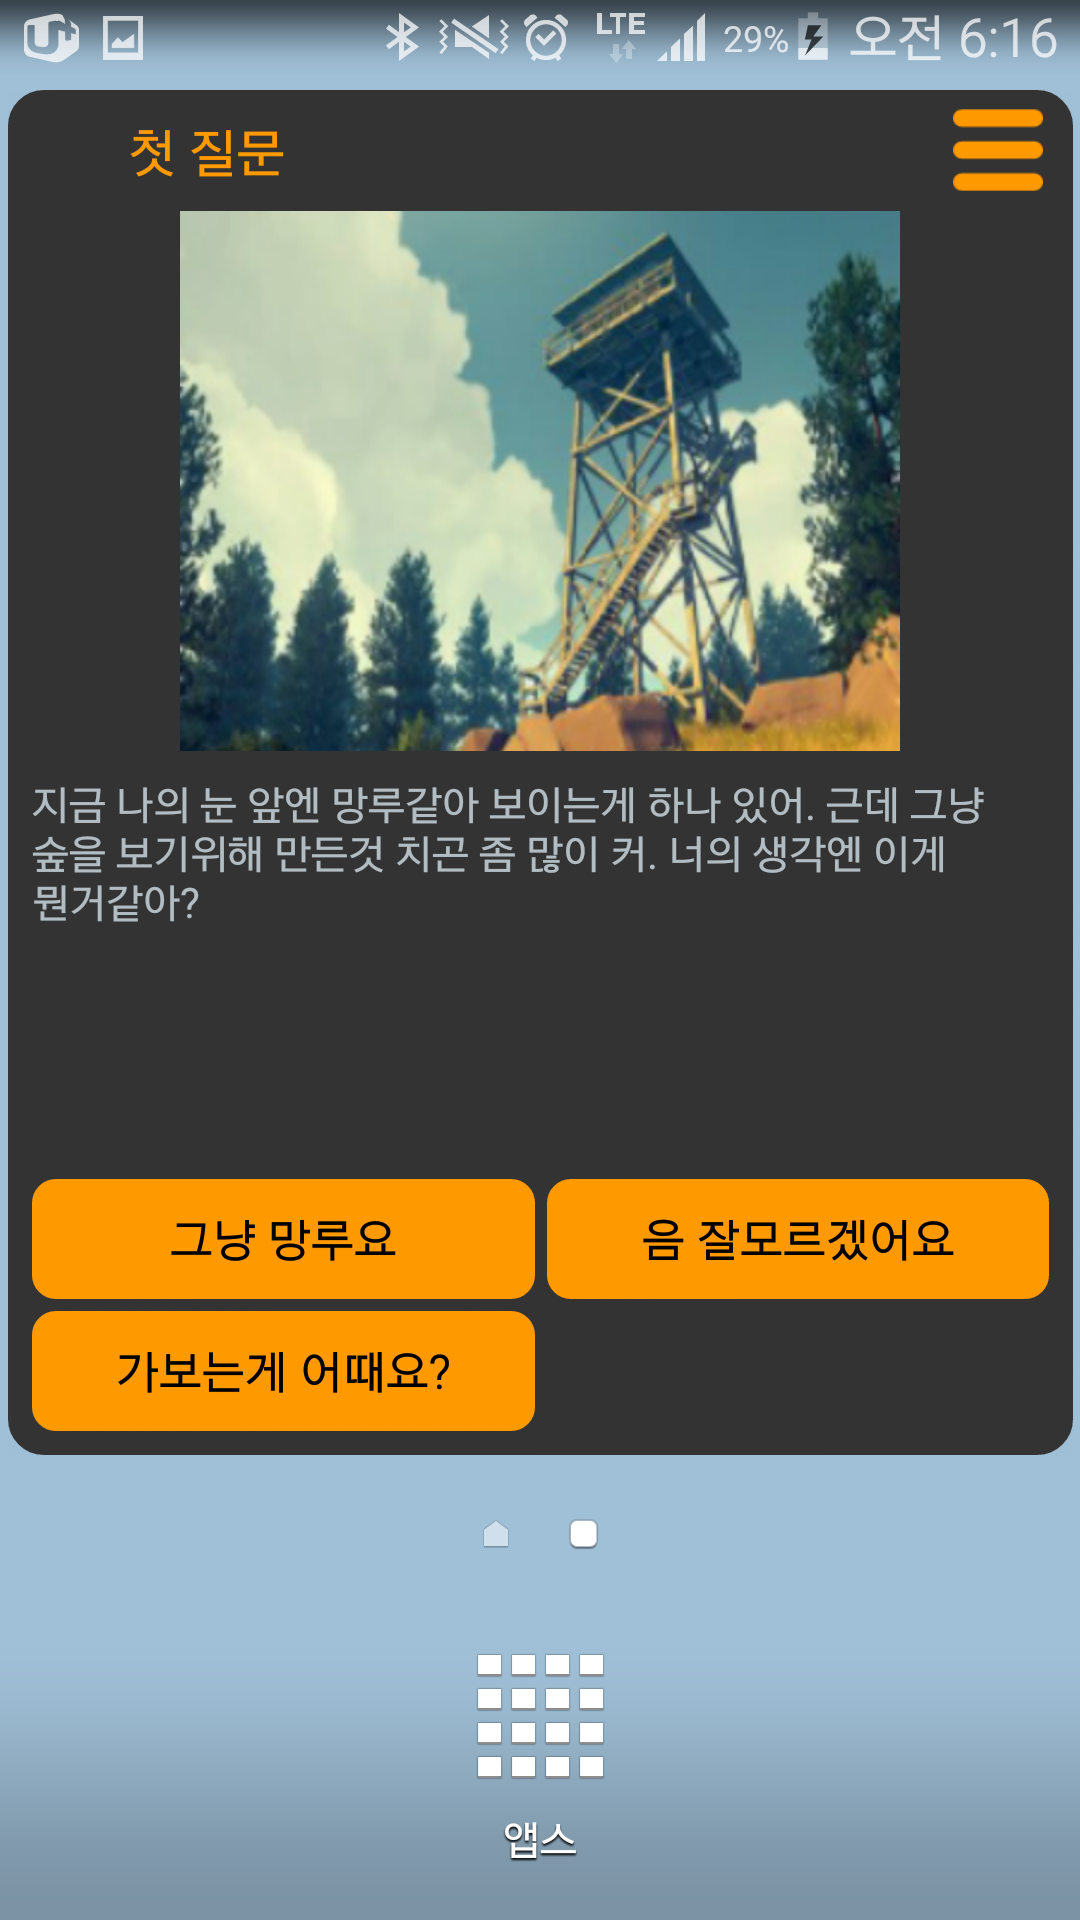 LTE 29% 오전 6:16
첫 질문
지금 나의 눈 앞엔 망루같아 보이는게 하나 있어. 근데 그냥
숲을 보기위해 만든것 치곤 좀 많이 커. 너의 생각엔 이게
뭔거같아?
그냥 망루요
음 잘모르겠어요
가보는게 어때요?
앱스